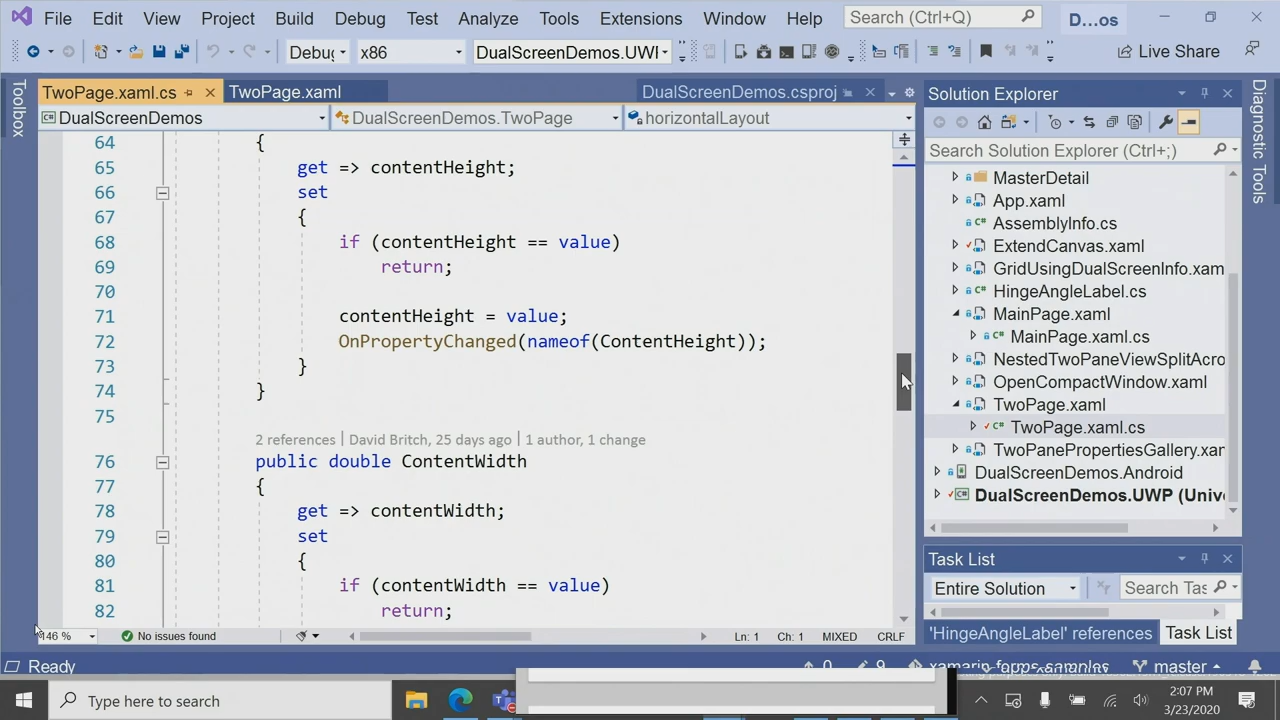 File Edit View Project Build Debug Test Analyze Tools Extensions Window Help Search (Ctrl+Q) D...os
Debug x86 DualScreenDemos.UWP Live Share
Toolbox
TwoPage.xaml.cs TwoPage.xaml DualScreenDemos.csproj
DualScreenDemos DualScreenDemos.TwoPage horizontalLayout
64 {
65 get => contentHeight;
66 set
67 {
68 if (contentHeight == value)
69 return;
70
71 contentHeight = value;
72 OnPropertyChanged(nameof(ContentHeight));
73 }
74 }
75
2 references | David Britch, 25 days ago | 1 author, 1 change
76 public double ContentWidth
77 {
78 get => contentWidth;
79 set
80 {
81 if (contentWidth == value)
82 return;
146 % No issues found Ln: 1 Ch: 1 MIXED CRLF
Solution Explorer
Search Solution Explorer (Ctrl+;)
MasterDetail
App.xaml
AssemblyInfo.cs
ExtendCanvas.xaml
GridUsingDualScreenInfo.xam
HingeAngleLabel.cs
MainPage.xaml
MainPage.xaml.cs
NestedTwoPaneViewSplitAcro
OpenCompactWindow.xaml
TwoPage.xaml
TwoPage.xaml.cs
TwoPanePropertiesGallery.xam
DualScreenDemos.Android
DualScreenDemos.UWP (Unive
Task List
Entire Solution Search Tas
'HingeAngleLabel' references Task List
Diagnostic Tools
Ready 0 9 xamarin-forms-samples master
Type here to search
2:07 PM
3/23/2020